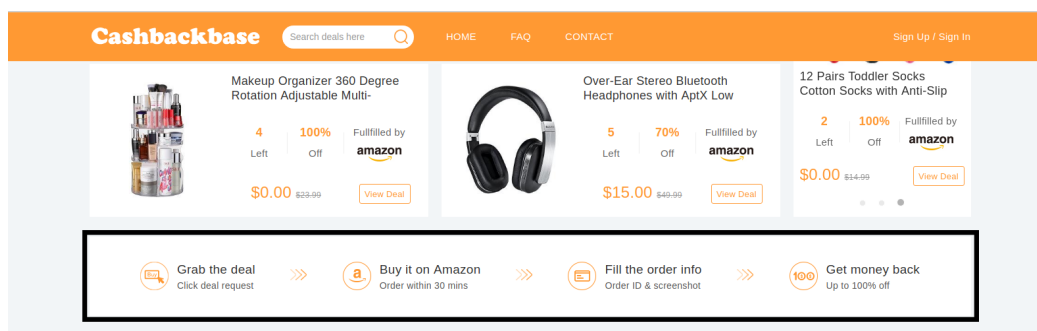 Cashbackbase
Search deals here
HOME
FAQ
CONTACT
Sign Up / Sign In
Makeup Organizer 360 Degree
Rotation Adjustable Multi-
4
100%
Fullfilled by
Left
Off
amazon
$0.00 $23.99
View Deal
Over-Ear Stereo Bluetooth
Headphones with AptX Low
5
70%
Fullfilled by
Left
Off
amazon
$15.00 $49.99
View Deal
12 Pairs Toddler Socks
Cotton Socks with Anti-Slip
2
100%
Fullfilled by
Left
Off
amazon
$0.00 $14.99
View Deal
Grab the deal
Click deal request
a
Buy it on Amazon
Order within 30 mins
Fill the order info
Order ID & screenshot
100
Get money back
Up to 100% off